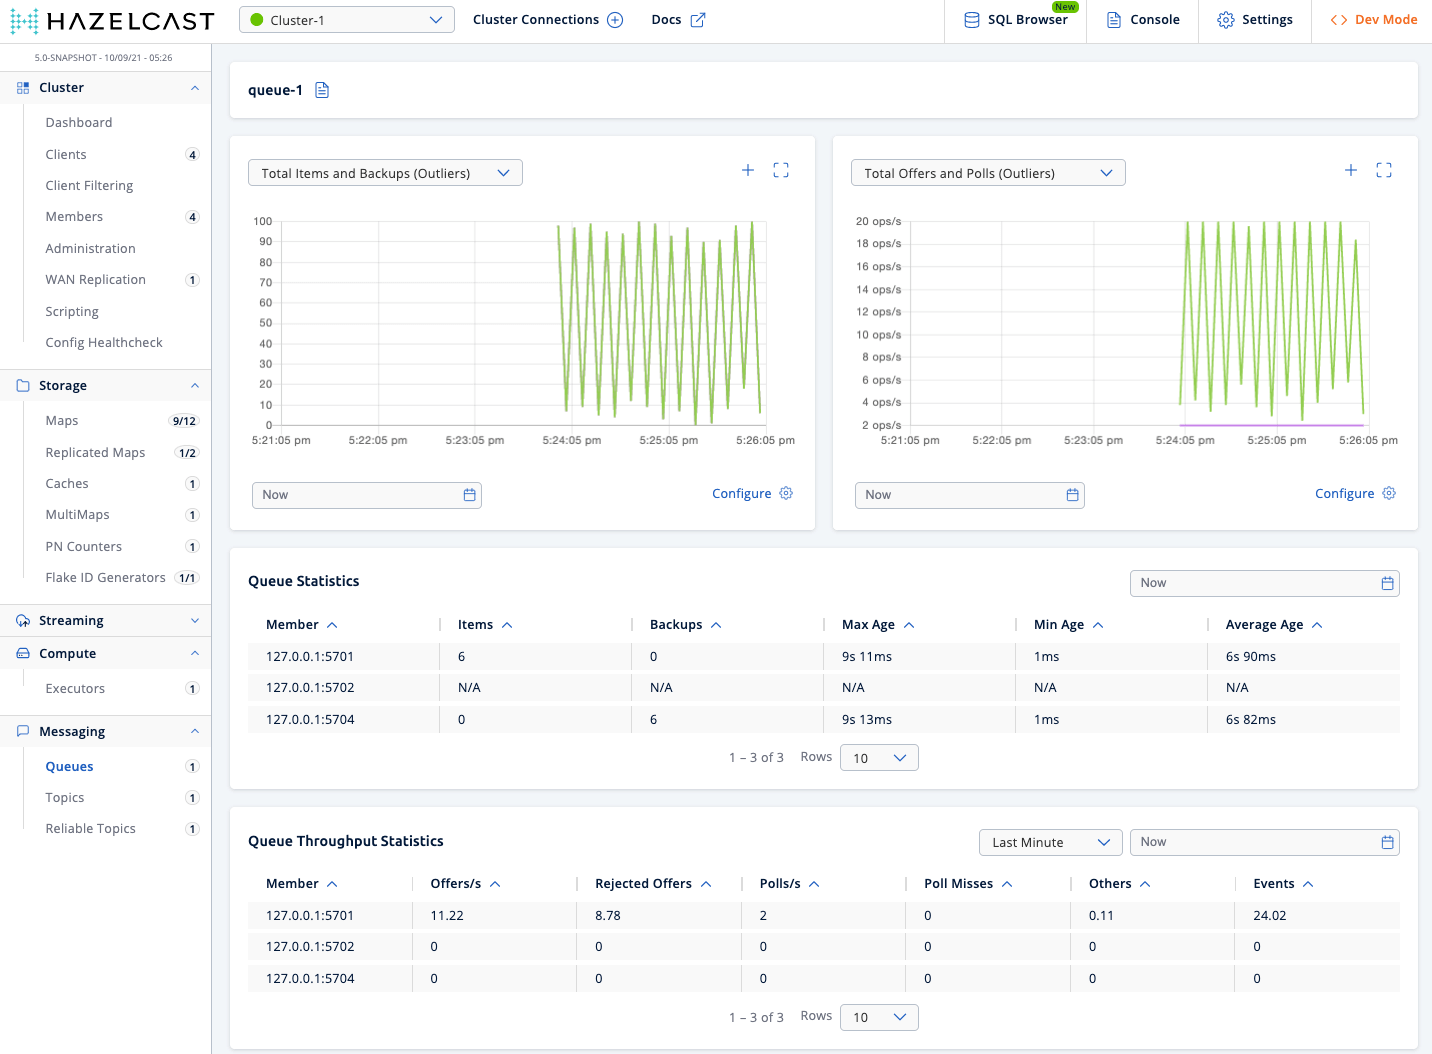 HAZELCAST
Cluster-1
Cluster Connections
Docs
SQL Browser
New
Console
Settings
Dev Mode
5.0-SNAPSHOT - 10/09/21 - 05:26
Cluster
Dashboard
Clients 4
Client Filtering
Members 4
Administration
WAN Replication 1
Scripting
Config Healthcheck
Storage
Maps 9/12
Replicated Maps 1/2
Caches 1
MultiMaps 1
PN Counters 1
Flake ID Generators 1/1
Streaming
Compute
Executors 1
Messaging
Queues 1
Topics 1
Reliable Topics 1
queue-1
Total Items and Backups (Outliers)
100
90
80
70
60
50
40
30
20
10
0
5:21:05 pm 5:22:05 pm 5:23:05 pm 5:24:05 pm 5:25:05 pm 5:26:05 pm
Now
Configure
Total Offers and Polls (Outliers)
20 ops/s
18 ops/s
16 ops/s
14 ops/s
12 ops/s
10 ops/s
8 ops/s
6 ops/s
4 ops/s
2 ops/s
5:21:05 pm 5:22:05 pm 5:23:05 pm 5:24:05 pm 5:25:05 pm 5:26:05 pm
Now
Configure
Queue Statistics
Now
Member Items Backups Max Age Min Age Average Age
127.0.0.1:5701 6 0 9s 11ms 1ms 6s 90ms
127.0.0.1:5702 N/A N/A N/A N/A N/A
127.0.0.1:5704 0 6 9s 13ms 1ms 6s 82ms
1 – 3 of 3 Rows 10
Queue Throughput Statistics
Last Minute
Now
Member Offers/s Rejected Offers Polls/s Poll Misses Others Events
127.0.0.1:5701 11.22 8.78 2 0 0.11 24.02
127.0.0.1:5702 0 0 0 0 0 0
127.0.0.1:5704 0 0 0 0 0 0
1 – 3 of 3 Rows 10